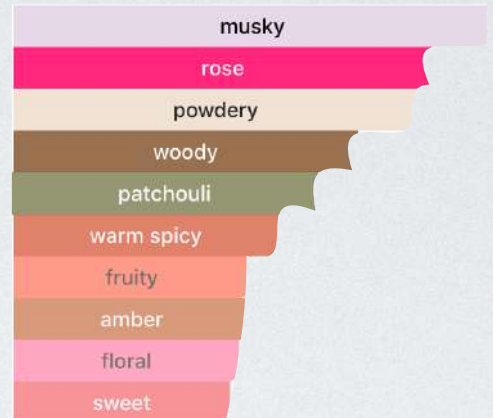 musky
rose
powdery
woody
patchouli
warm spicy
fruity
amber
floral
sweet